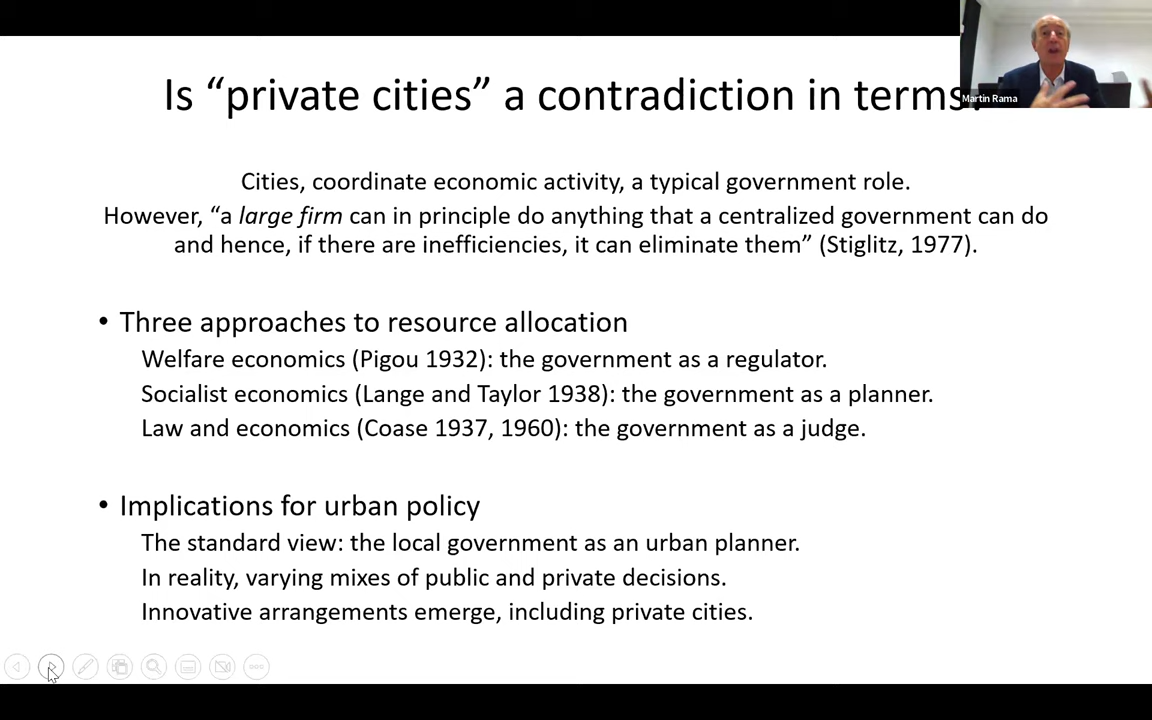 Is “private cities” a contradiction in terms
Martin Rama
Cities, coordinate economic activity, a typical government role.
However, “a large firm can in principle do anything that a centralized government can do
and hence, if there are inefficiencies, it can eliminate them” (Stiglitz, 1977).
• Three approaches to resource allocation
Welfare economics (Pigou 1932): the government as a regulator.
Socialist economics (Lange and Taylor 1938): the government as a planner.
Law and economics (Coase 1937, 1960): the government as a judge.
• Implications for urban policy
The standard view: the local government as an urban planner.
In reality, varying mixes of public and private decisions.
Innovative arrangements emerge, including private cities.